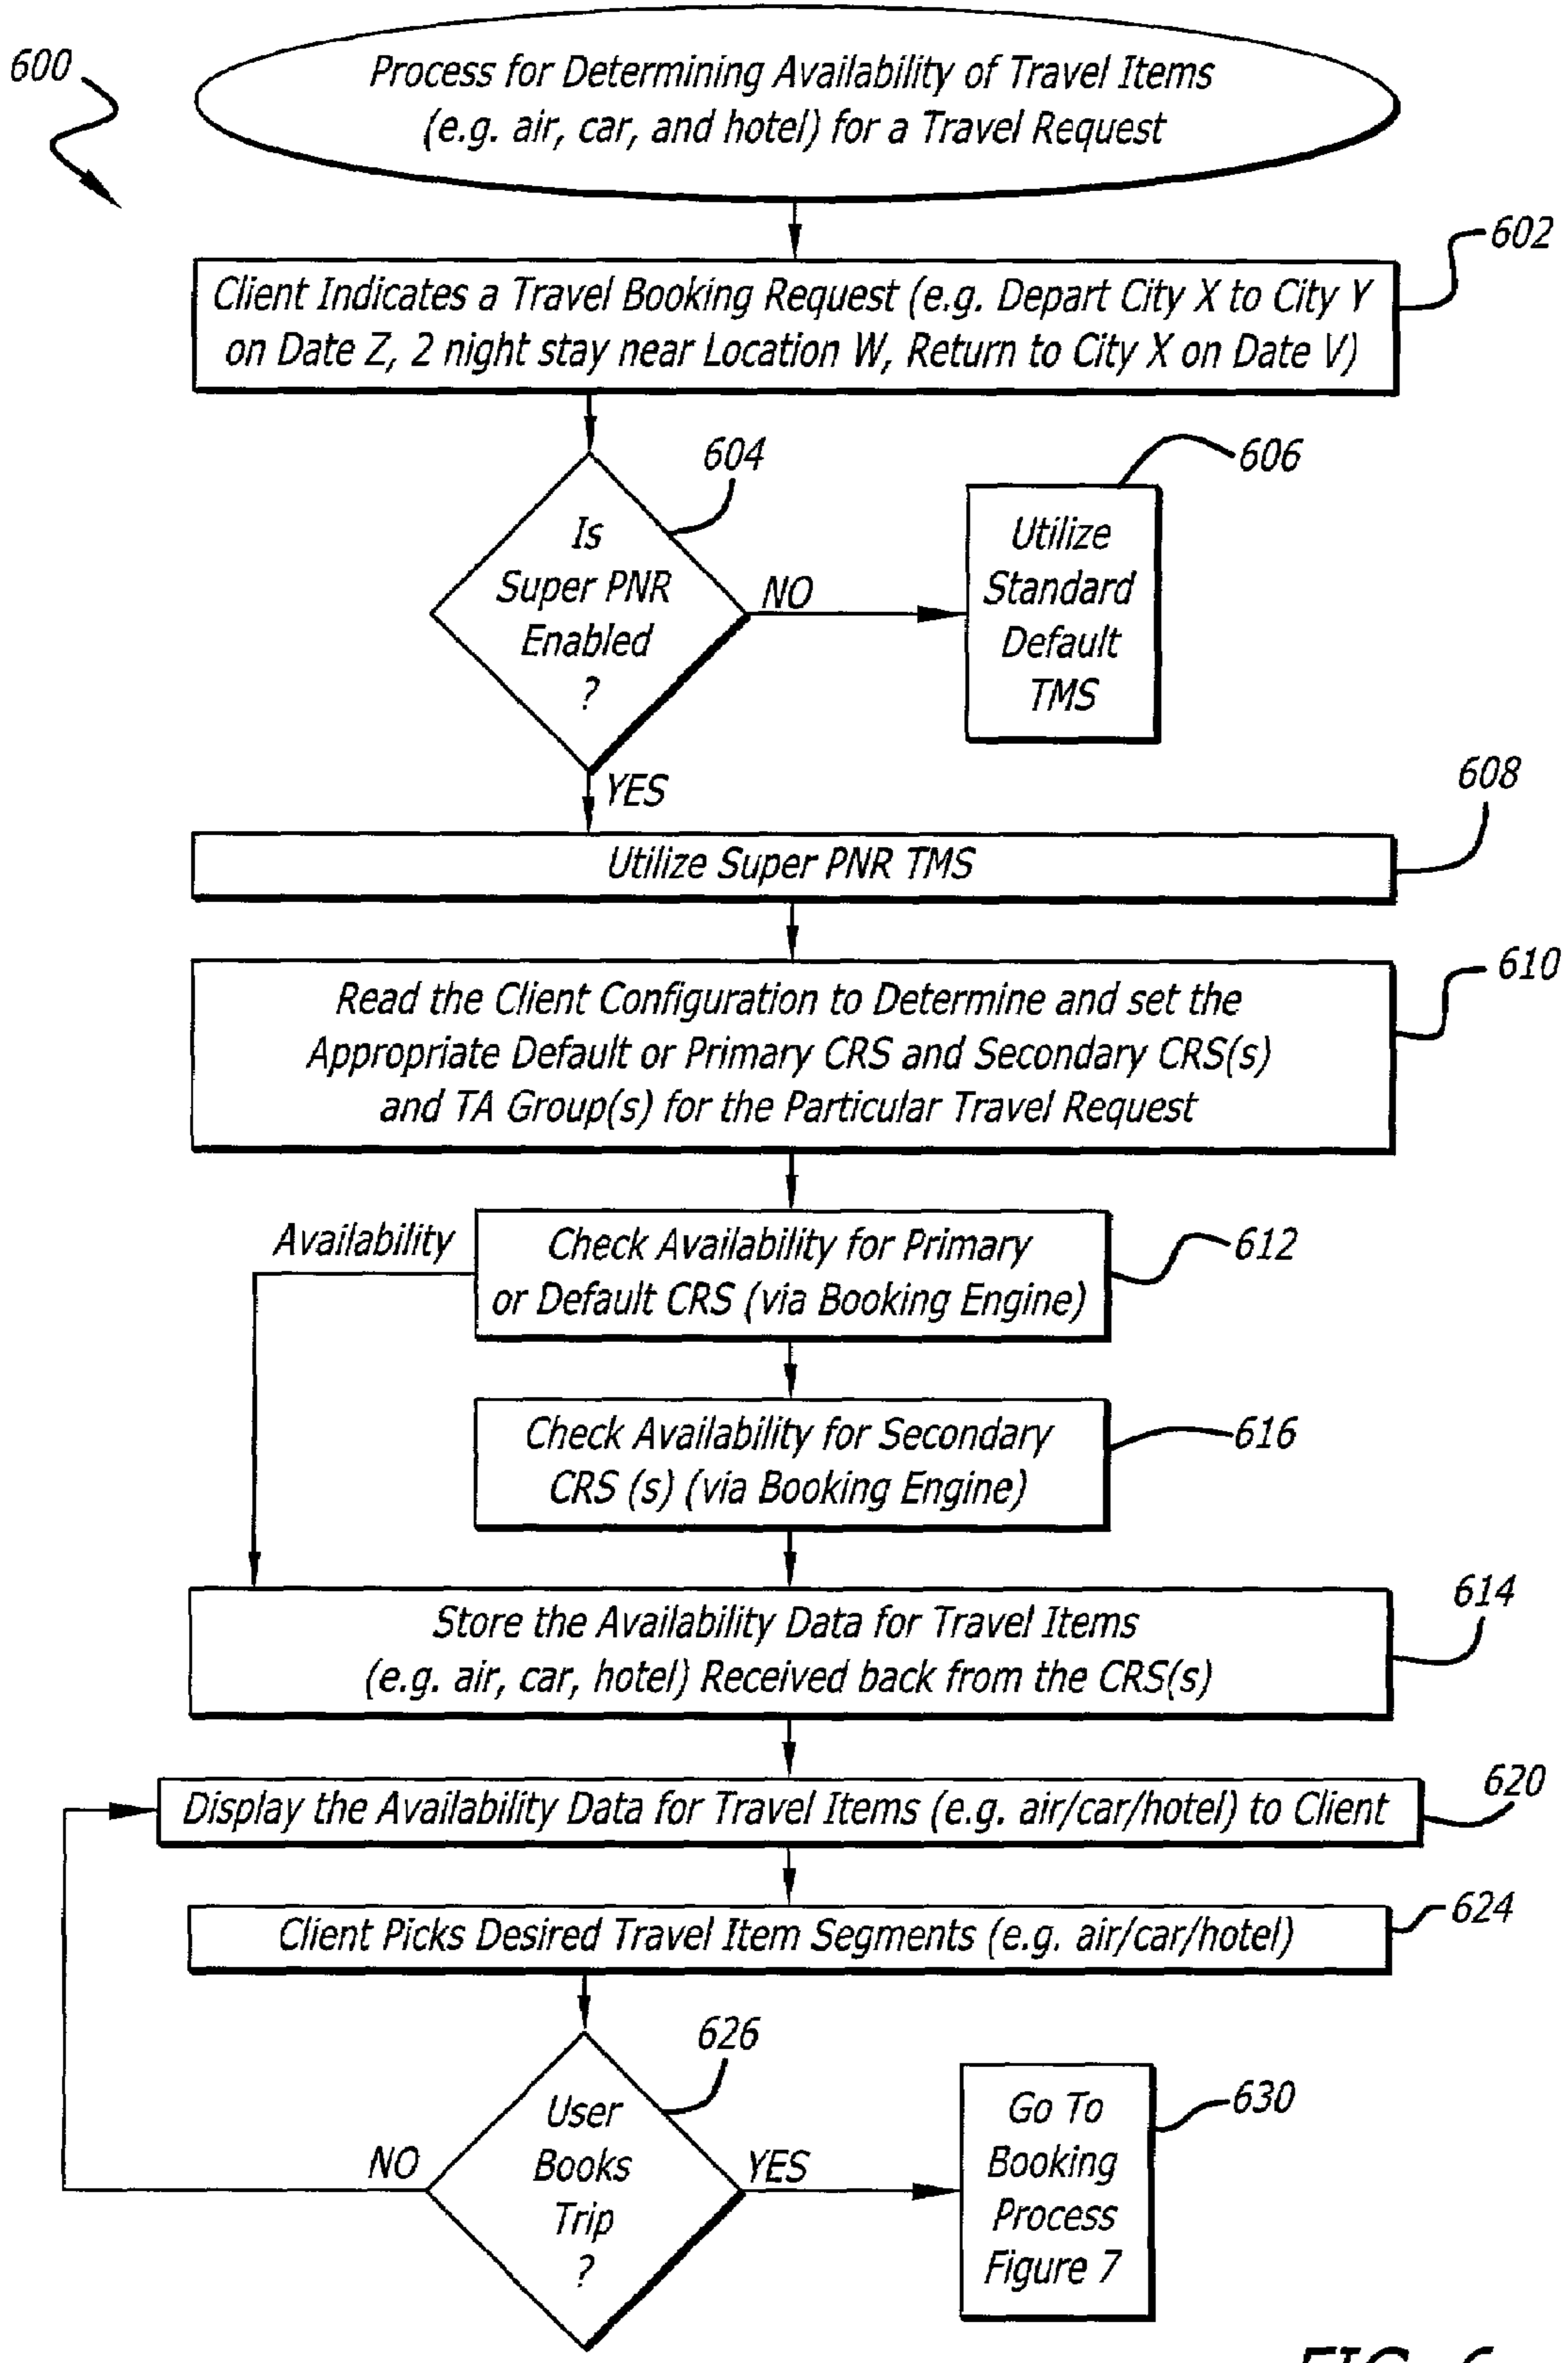 600
Process for Determining Availability of Travel Items
(e.g. air, car, and hotel) for a Travel Request
602
Client Indicates a Travel Booking Request (e.g. Depart City X to City Y
on Date Z, 2 night stay near Location W, Return to City X on Date V)
604
606
Is
Super PNR
Enabled
?
NO
Utilize
Standard
Default
TMS
YES
608
Utilize Super PNR TMS
610
Read the Client Configuration to Determine and set the
Appropriate Default or Primary CRS and Secondary CRS(s)
and TA Group(s) for the Particular Travel Request
Availability
Check Availability for Primary
or Default CRS (via Booking Engine)
612
Check Availability for Secondary
CRS (s) (via Booking Engine)
616
614
Store the Availability Data for Travel Items
(e.g. air, car, hotel) Received back from the CRS(s)
620
Display the Availability Data for Travel Items (e.g. air/car/hotel) to Client
624
Client Picks Desired Travel Item Segments (e.g. air/car/hotel)
626
User
Books
Trip
?
NO
YES
630
Go To
Booking
Process
Figure 7